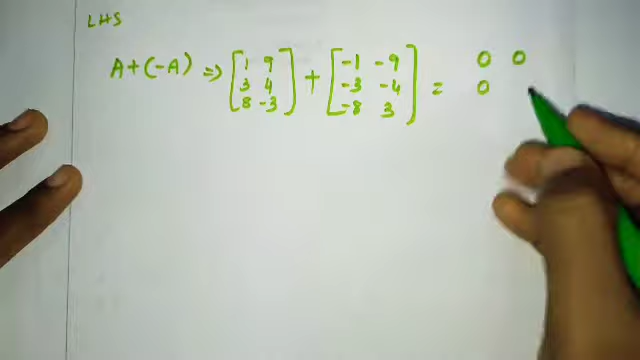 LHS
A+(-A) => [1 9] + [-1 -9] = 0 0
[3 4] [-3 -4] 0
[8 -3] [-8 3]